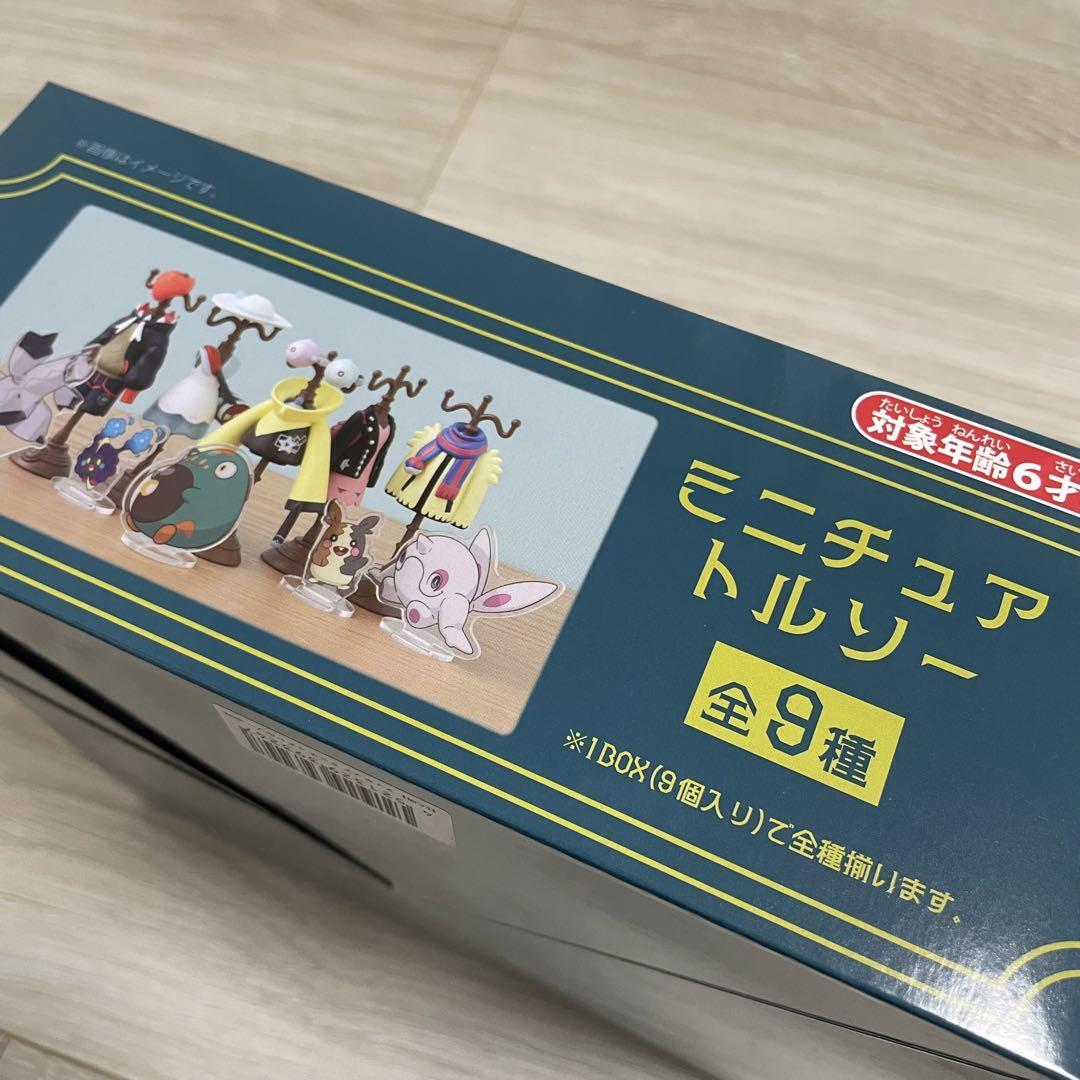 ※画像はイメージです。
たいしょう ねんれい さい
対象年齢6才
ミニチュア
トルソー
全9種
※1BOX(9個入り)で全種揃います。